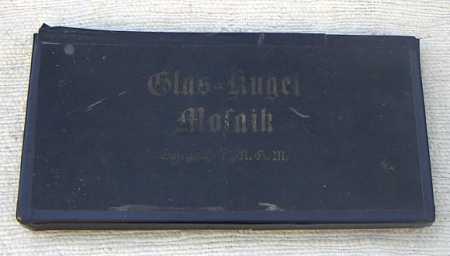 Glas-Kugel
Mosaik
R. G. M.